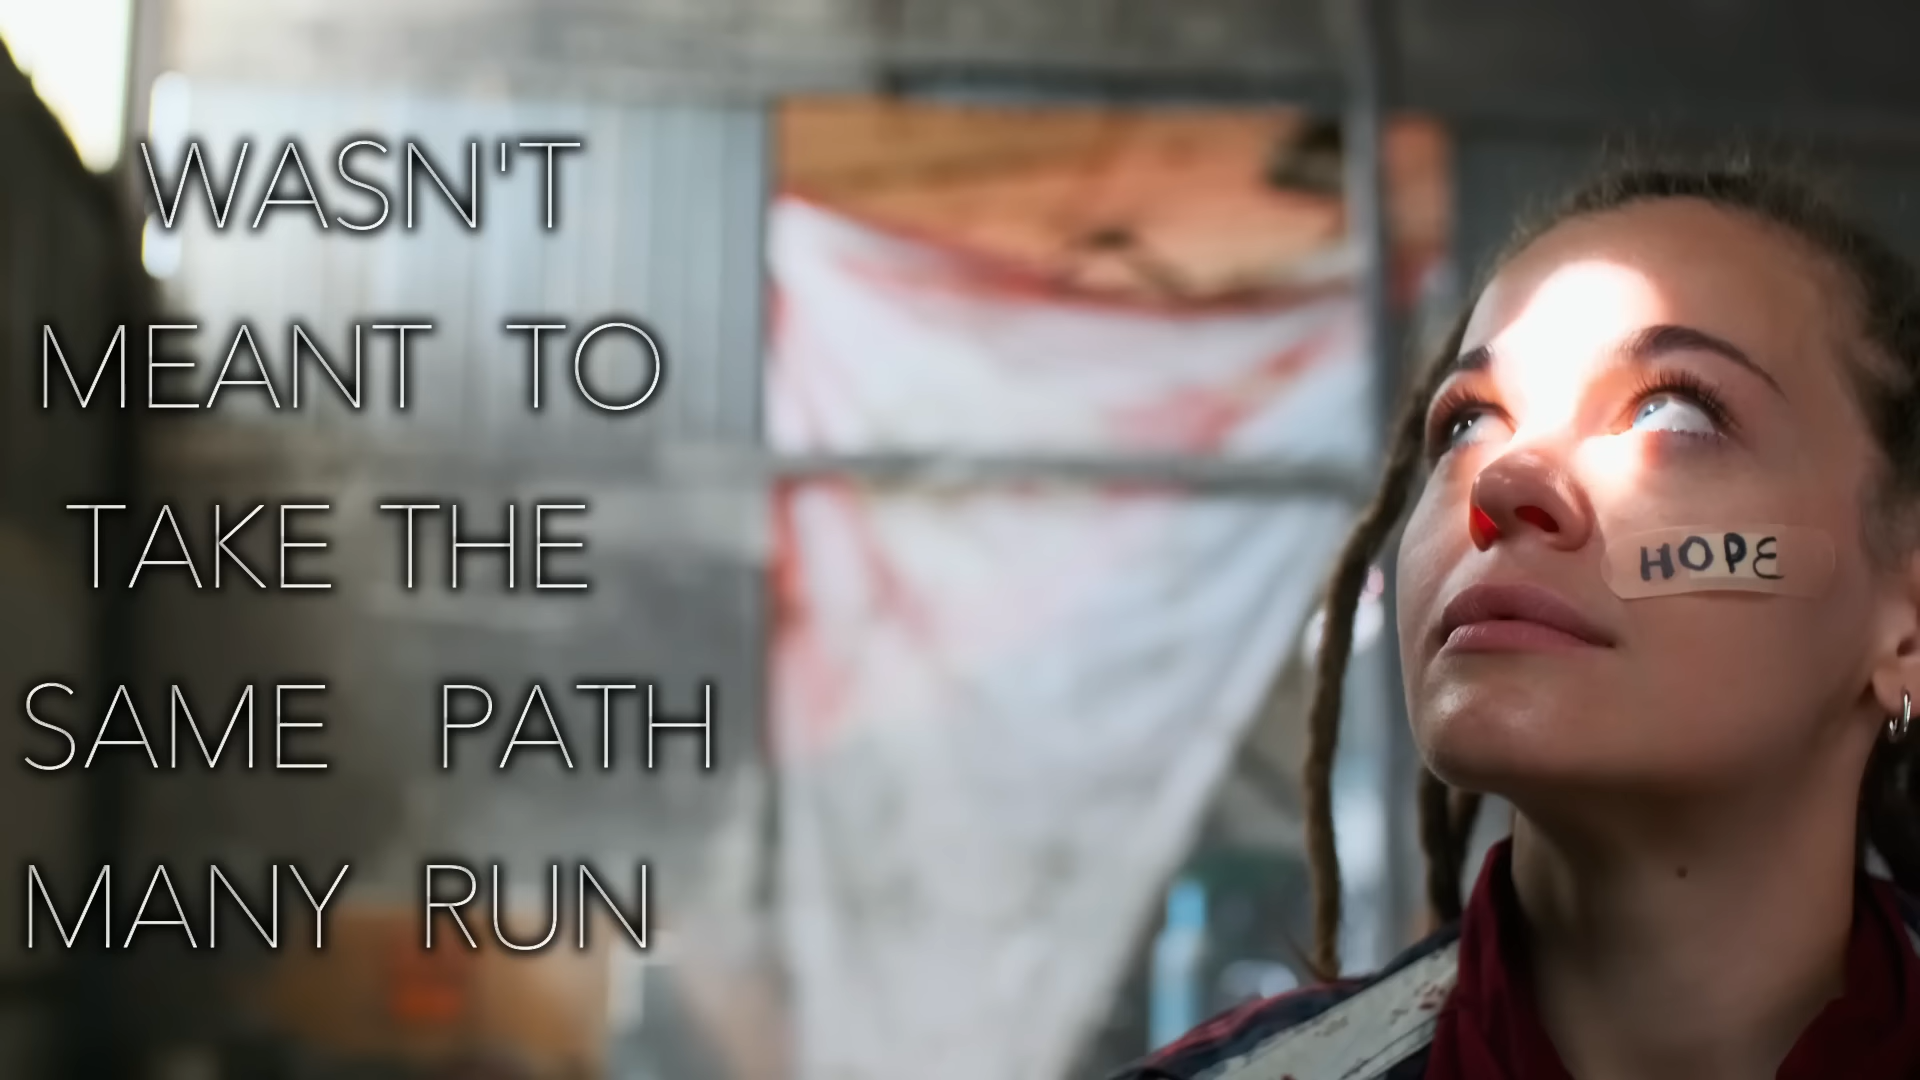 WASN'T
MEANT TO
TAKE THE
SAME PATH
MANY RUN
HOPE